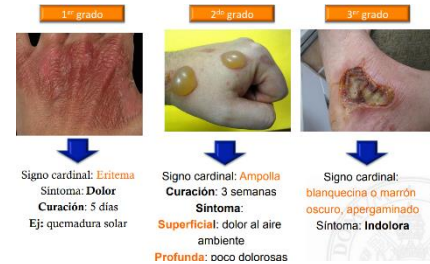 1er grado
2do grado
3er grado
Signo cardinal: Eritema
Síntoma: Dolor
Curación: 5 días
Ej: quemadura solar
Signo cardinal: Ampolla
Curación: 3 semanas
Síntoma:
Superficial: dolor al aire
ambiente
Profunda: poco dolorosas
Signo cardinal:
blanquecina o marrón
oscuro, apergaminado
Síntoma: Indolora